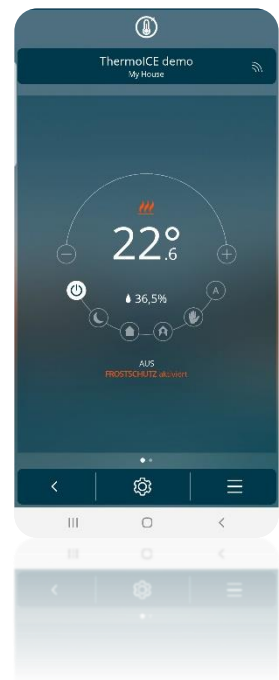 ThermoICE demo
My House
22°.6
36,5%
A
AUS
FROSTSCHUTZ aktiviert